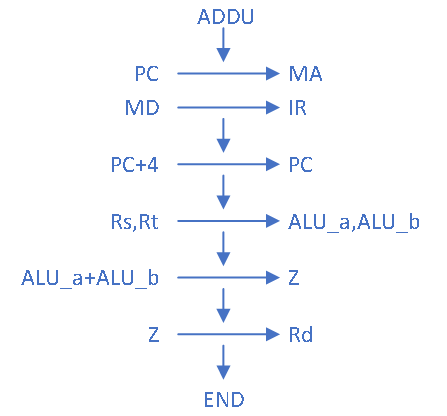 ADDU
PC MA
MD IR
PC+4 PC
Rs,Rt ALU_a,ALU_b
ALU_a+ALU_b Z
Z Rd
END